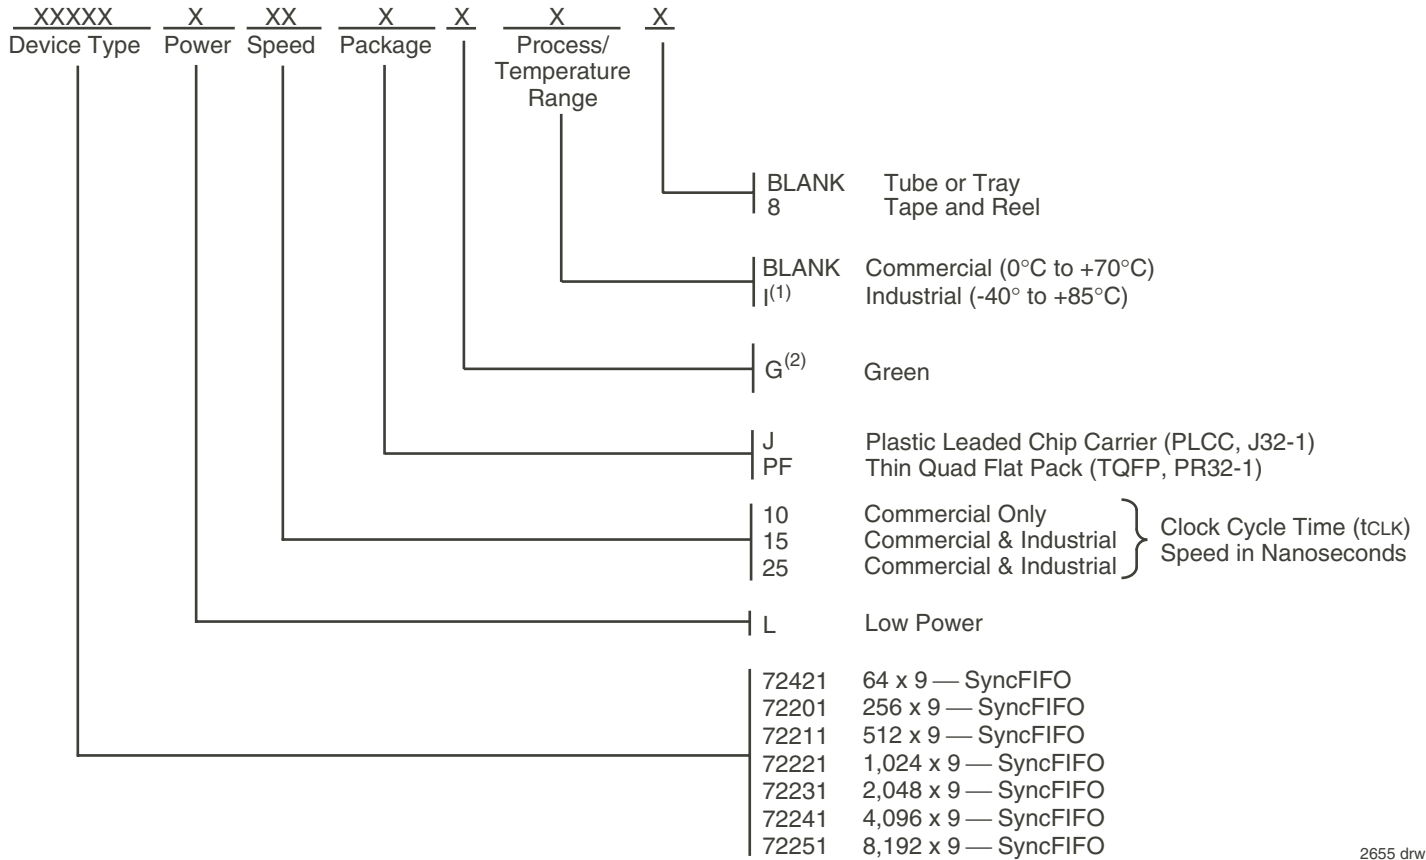 XXXXX X XX X X X X
Device Type Power Speed Package Process/
Temperature
Range
BLANK Tube or Tray
8 Tape and Reel
BLANK Commercial (0°C to +70°C)
I(1) Industrial (-40° to +85°C)
G(2) Green
J Plastic Leaded Chip Carrier (PLCC, J32-1)
PF Thin Quad Flat Pack (TQFP, PR32-1)
10 Commercial Only
15 Commercial & Industrial
25 Commercial & Industrial
Clock Cycle Time (tCLK)
Speed in Nanoseconds
L Low Power
72421 64 x 9 — SyncFIFO
72201 256 x 9 — SyncFIFO
72211 512 x 9 — SyncFIFO
72221 1,024 x 9 — SyncFIFO
72231 2,048 x 9 — SyncFIFO
72241 4,096 x 9 — SyncFIFO
72251 8,192 x 9 — SyncFIFO
2655 drw